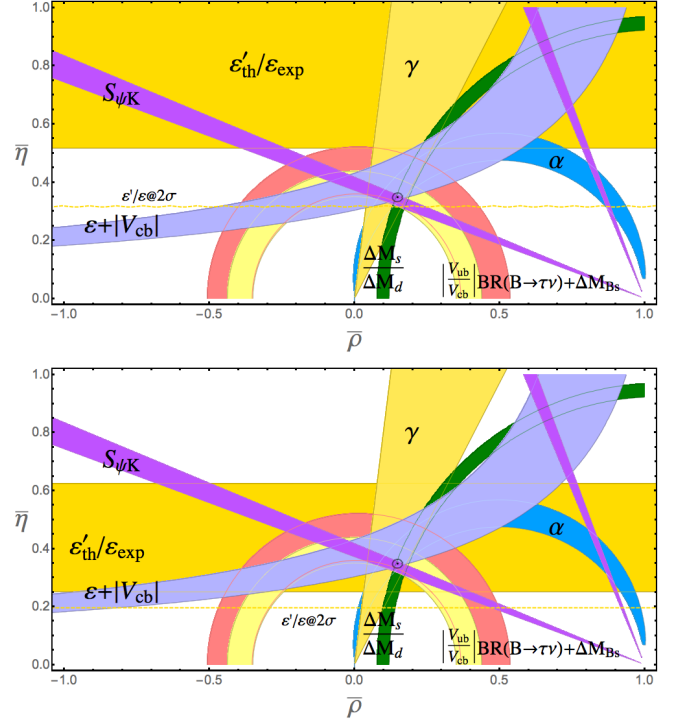 1.0
0.8
0.6
0.4
0.2
0.0
η̅
ε′th/εexp
γ
SψK
α
ε'/ε@2σ
ε+|Vcb|
ΔMs/ΔMd
|Vub/Vcb|BR(B→τν)+ΔMBs
-1.0 -0.5 0.0 0.5 1.0
ρ̅
1.0
0.8
0.6
0.4
0.2
0.0
η̅
γ
SψK
α
ε′th/εexp
ε+|Vcb|
ε'/ε@2σ
ΔMs/ΔMd
|Vub/Vcb|BR(B→τν)+ΔMBs
-1.0 -0.5 0.0 0.5 1.0
ρ̅